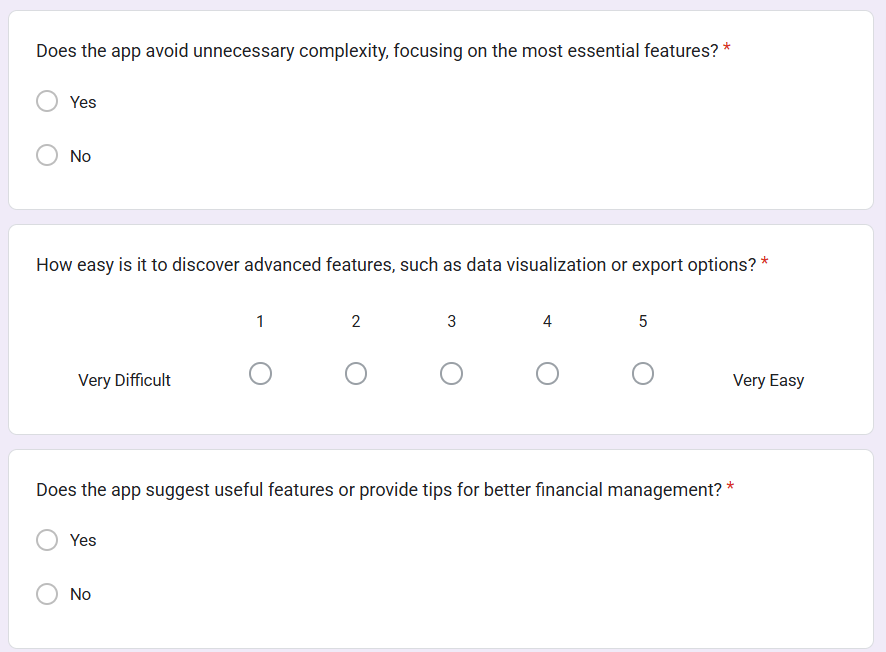 Does the app avoid unnecessary complexity, focusing on the most essential features? *
Yes
No
How easy is it to discover advanced features, such as data visualization or export options? *
1 2 3 4 5
Very Difficult Very Easy
Does the app suggest useful features or provide tips for better financial management? *
Yes
No